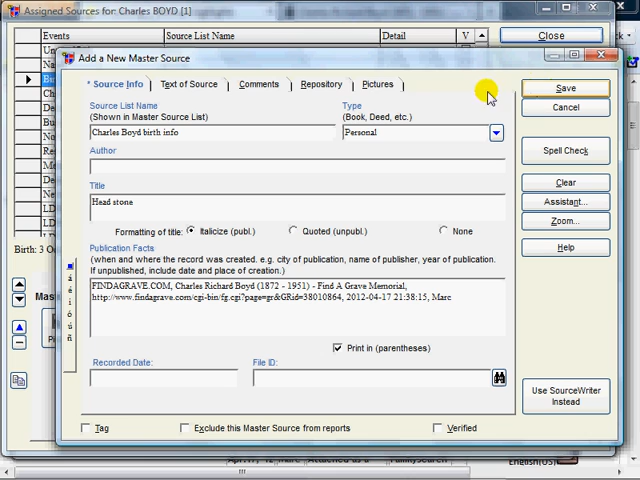 Assigned Sources for Charles BOYD [1]
Events
Source List Name
Detail
V
Close
Add a New Master Source
* Source Info
Text of Source
Comments
Repository
Pictures
Source List Name
(Shown in Master Source List)
Charles Boyd birth info
Type
(Book, Deed, etc.)
Personal
Author
Title
Head stone
Formatting of title:
Italicize (publ.)
Quoted (unpubl.)
None
Publication Facts
(when and where the record was created. e.g. city of publication, name of publisher, year of publication.
If unpublished, include date and place of creation.)
FINDAGRAVE.COM, Charles Richard Boyd (1872 - 1951) - Find A Grave Memorial,
http://www.findagrave.com/cgi-bin/fg.cgi?page=gr&GRid=38010864, 2012-04-17 21:38:15, Marc
á
é
í
ó
ú
ñ
Print in (parentheses)
Recorded Date:
File ID:
Tag
Exclude this Master Source from reports
Verified
Save
Cancel
Spell Check
Clear
Assistant...
Zoom...
Help
Use SourceWriter
Instead
Birth: 3 O
Mas
English(US)